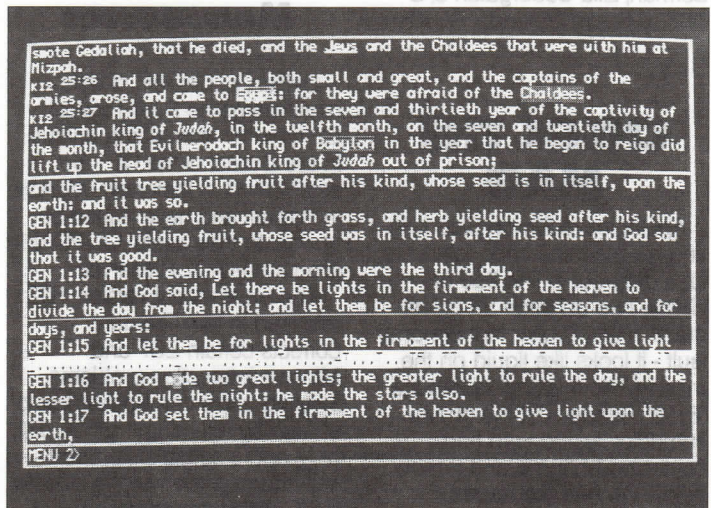 smote Gedaliah, that he died, and the Jews and the Chaldees that were with him at
Mizpah.
KI2 25:26 And all the people, both small and great, and the captains of the
armies, arose, and came to Egypt: for they were afraid of the Chaldees.
KI2 25:27 And it came to pass in the seven and thirtieth year of the captivity of
Jehoiachin king of Judah, in the twelfth month, on the seven and twentieth day of
the month, that Evilmerodach king of Babylon in the year that he began to reign did
lift up the head of Jehoiachin king of Judah out of prison;
and the fruit tree yielding fruit after his kind, whose seed is in itself, upon the
earth: and it was so.
GEN 1:12 And the earth brought forth grass, and herb yielding seed after his kind,
and the tree yielding fruit, whose seed was in itself, after his kind: and God saw
that it was good.
GEN 1:13 And the evening and the morning were the third day.
GEN 1:14 And God said, Let there be lights in the firmament of the heaven to
divide the day from the night; and let them be for signs, and for seasons, and for
days, and years:
GEN 1:15 And let them be for lights in the firmament of the heaven to give light
GEN 1:16 And God made two great lights; the greater light to rule the day, and the
lesser light to rule the night: he made the stars also.
GEN 1:17 And God set them in the firmament of the heaven to give light upon the
earth,
MENU 2>